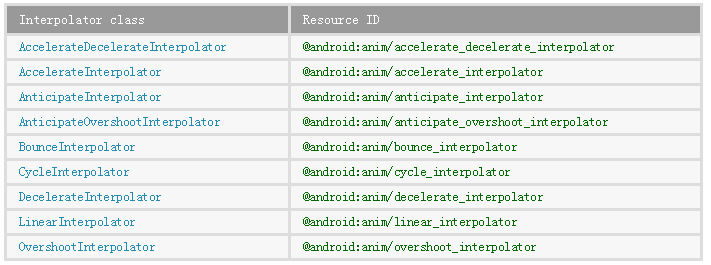 Interpolator class Resource ID
AccelerateDecelerateInterpolator @android:anim/accelerate_decelerate_interpolator
AccelerateInterpolator @android:anim/accelerate_interpolator
AnticipateInterpolator @android:anim/anticipate_interpolator
AnticipateOvershootInterpolator @android:anim/anticipate_overshoot_interpolator
BounceInterpolator @android:anim/bounce_interpolator
CycleInterpolator @android:anim/cycle_interpolator
DecelerateInterpolator @android:anim/decelerate_interpolator
LinearInterpolator @android:anim/linear_interpolator
OvershootInterpolator @android:anim/overshoot_interpolator